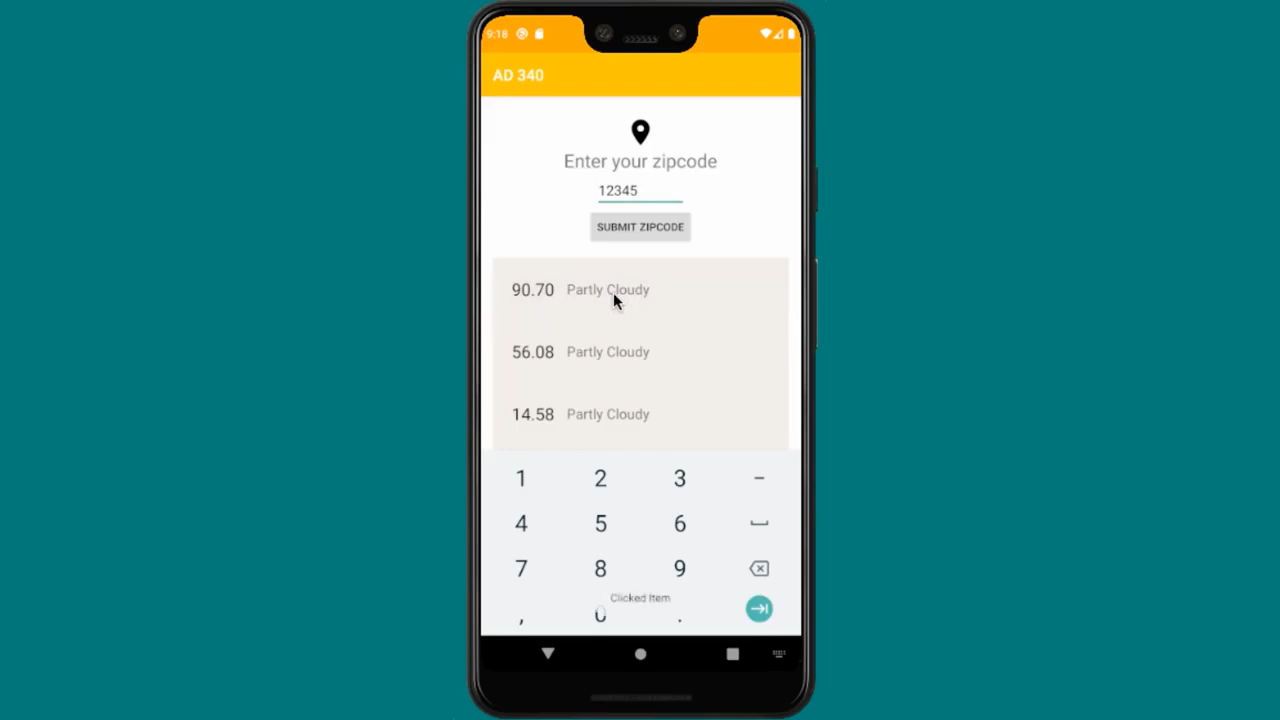 9:18
AD 340
Enter your zipcode
12345
SUBMIT ZIPCODE
90.70 Partly Cloudy
56.08 Partly Cloudy
14.58 Partly Cloudy
1 2 3 -
4 5 6
7 8 9
Clicked Item
, 0 .